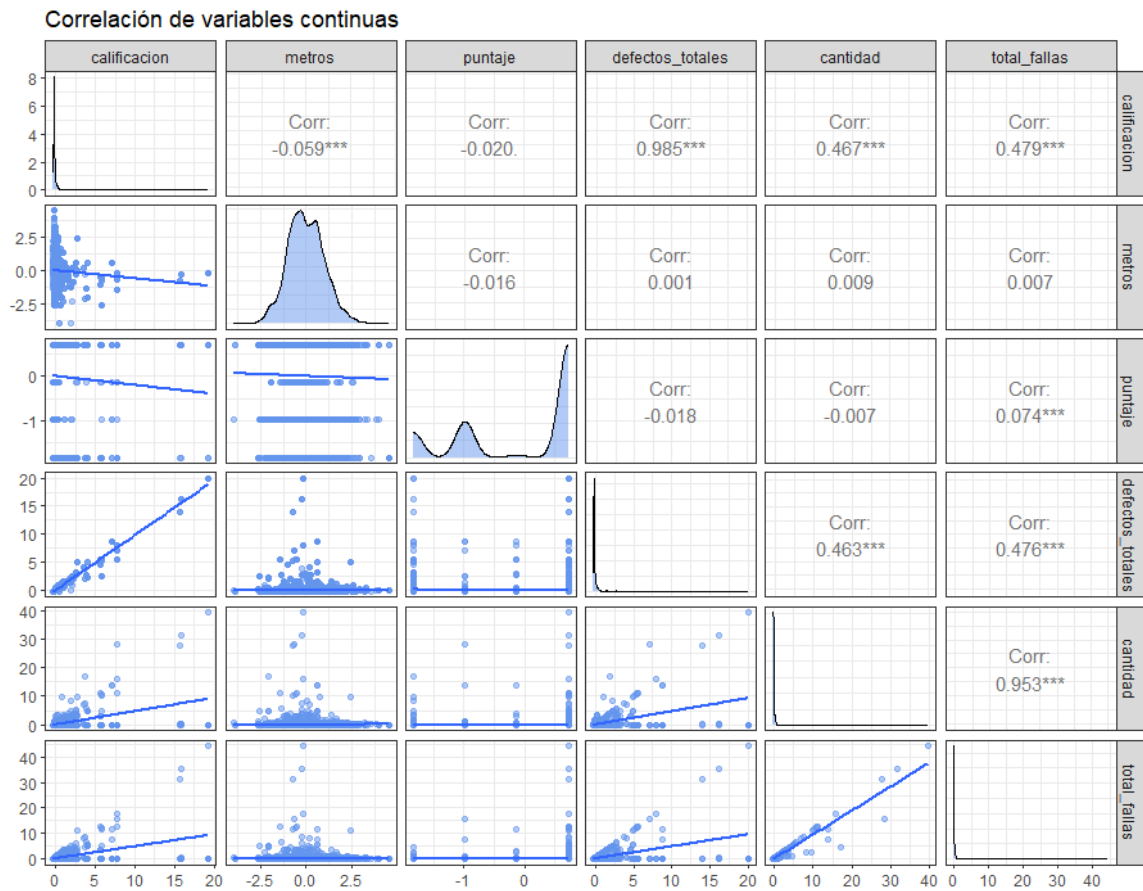 Correlación de variables continuas
calificacion metros puntaje defectos_totales cantidad total_fallas
8
6
4
2
0
Corr:
-0.059***
Corr:
-0.020.
Corr:
0.985***
Corr:
0.467***
Corr:
0.479***
calificacion
2.5
0.0
-2.5
Corr:
-0.016
Corr:
0.001
Corr:
0.009
Corr:
0.007
metros
0
-1
Corr:
-0.018
Corr:
-0.007
Corr:
0.074***
puntaje
20
15
10
5
0
Corr:
0.463***
Corr:
0.476***
defectos_totales
40
30
20
10
0
Corr:
0.953***
cantidad
40
30
20
10
0
total_fallas
0 5 10 15 20 -2.5 0.0 2.5 -1 0 0 5 10 15 20 0 10 20 30 40 0 10 20 30 40